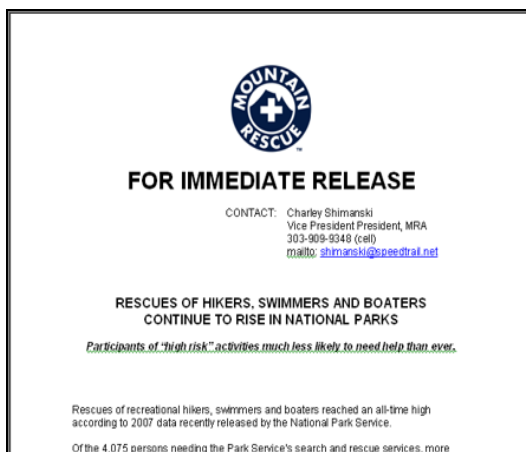 MOUNTAIN
RESCUE
™
FOR IMMEDIATE RELEASE
CONTACT: Charley Shimanski
Vice President President, MRA
303-909-9348 (cell)
mailto: shimanski@speedtrail.net
RESCUES OF HIKERS, SWIMMERS AND BOATERS
CONTINUE TO RISE IN NATIONAL PARKS
Participants of "high risk" activities much less likely to need help than ever.
Rescues of recreational hikers, swimmers and boaters reached an all-time high
according to 2007 data recently released by the National Park Service.
Of the 4,075 persons needing the Park Service's search and rescue services, more